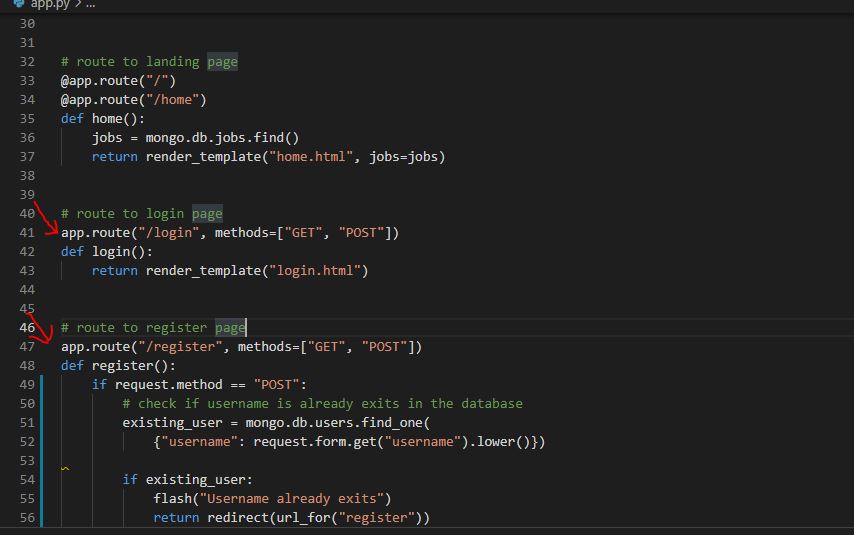 app.py > ...
30
31
32 # route to landing page
33 @app.route("/")
34 @app.route("/home")
35 def home():
36     jobs = mongo.db.jobs.find()
37     return render_template("home.html", jobs=jobs)
38
39
40 # route to login page
41 app.route("/login", methods=["GET", "POST"])
42 def login():
43     return render_template("login.html")
44
45
46 # route to register page
47 app.route("/register", methods=["GET", "POST"])
48 def register():
49     if request.method == "POST":
50         # check if username is already exits in the database
51         existing_user = mongo.db.users.find_one(
52             {"username": request.form.get("username").lower()})
53
54         if existing_user:
55             flash("Username already exits")
56             return redirect(url_for("register"))